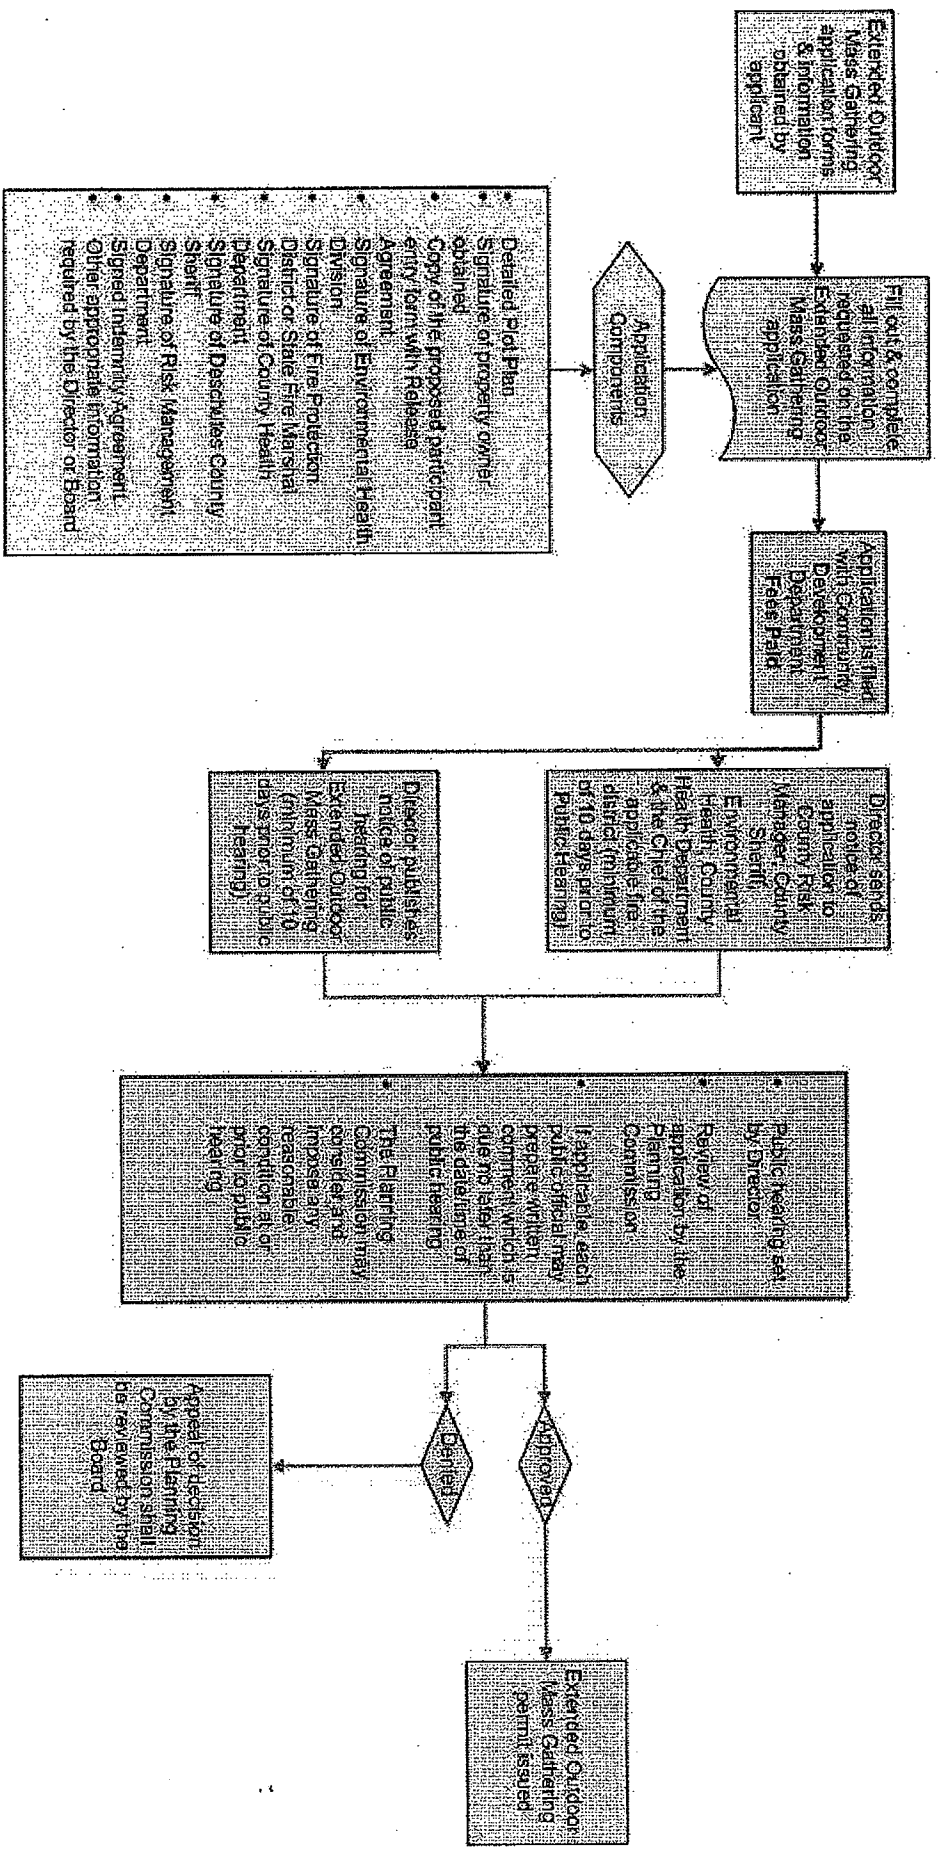 Extended Outdoor
Mass Gathering
application forms
& information
obtained by
applicant
Fill out & complete
all information
requested on the
Extended Outdoor
Mass Gathering
application
Application
Components
Detailed Plot Plan
Signature of property owner
obtained
Copy of the proposed participant
entry form with Release
Agreement
Signature of Environmental Health
Division
Signature of Fire Protection
District or State Fire Marshal
Signature of County Health
Department
Signature of Deschutes County
Sheriff
Signature of Risk Management
Department
Signed Indemnity Agreement
Other appropriate information
required by the Director or Board
Application is filed
with Community
Development
Department
Fees Paid
Director sends
notice of
application to
County Risk
Manager, County
Sheriff,
Environmental
Health, County
Health Department
& the Chief of the
applicable fire
district (minimum
of 10 days prior to
Public Hearing)
Director publishes
notice of public
hearing for
Extended Outdoor
Mass Gathering
(minimum of 10
days prior to public
hearing)
Public hearing set
by Director
Review of
application by the
Planning
Commission
If applicable, each
public official may
prepare written
comment which is
due no later than
the date/time of
public hearing
The Planning
Commission may
consider and
impose any
reasonable
condition at or
prior to public
hearing
Approved
Denied
Appeal of decision
by the Planning
Commission shall
be reviewed by the
Board
Extended Outdoor
Mass Gathering
permit issued